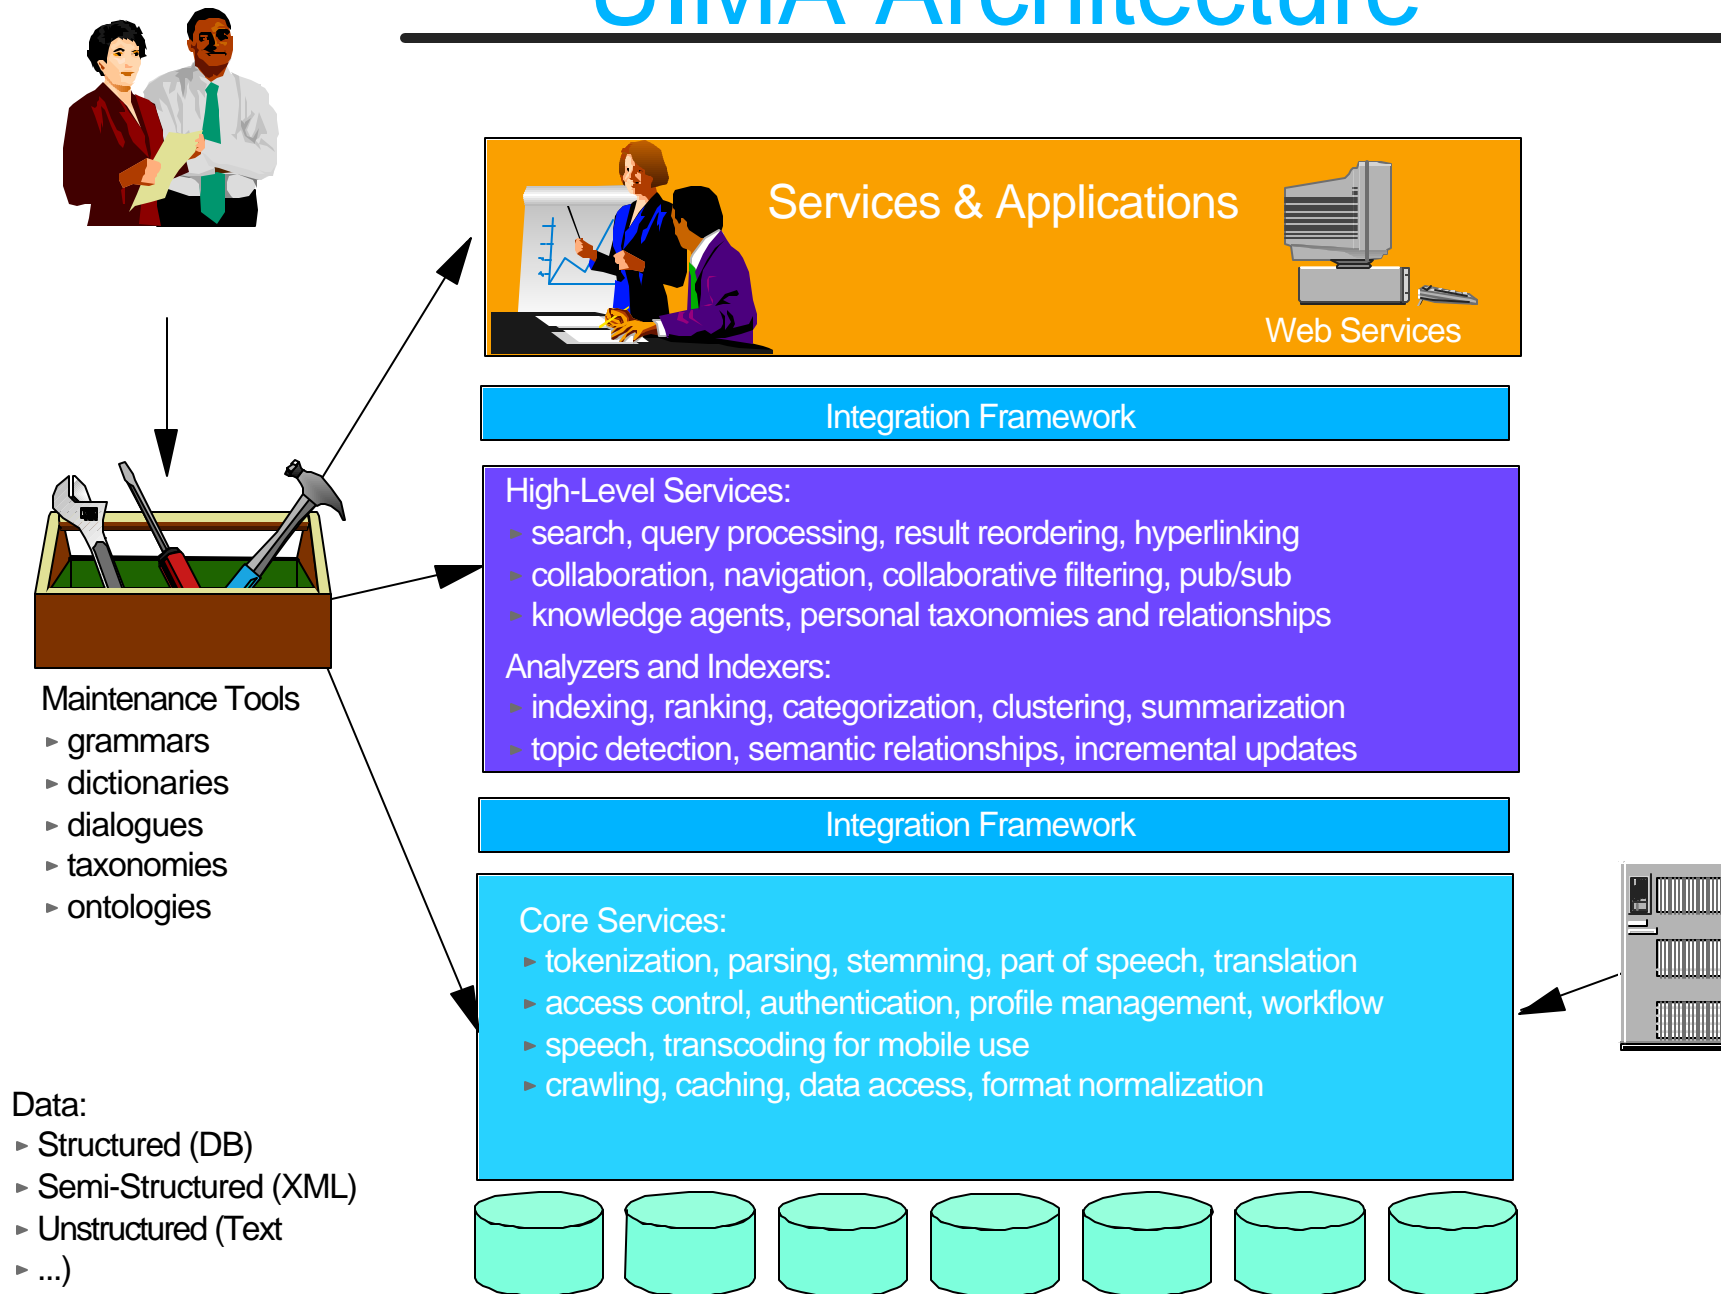 UIMA Architecture
Services & Applications
Web Services
Integration Framework
High-Level Services:
search, query processing, result reordering, hyperlinking
collaboration, navigation, collaborative filtering, pub/sub
knowledge agents, personal taxonomies and relationships
Analyzers and Indexers:
indexing, ranking, categorization, clustering, summarization
topic detection, semantic relationships, incremental updates
Maintenance Tools
grammars
dictionaries
dialogues
taxonomies
ontologies
Integration Framework
Core Services:
tokenization, parsing, stemming, part of speech, translation
access control, authentication, profile management, workflow
speech, transcoding for mobile use
crawling, caching, data access, format normalization
Data:
Structured (DB)
Semi-Structured (XML)
Unstructured (Text
...)